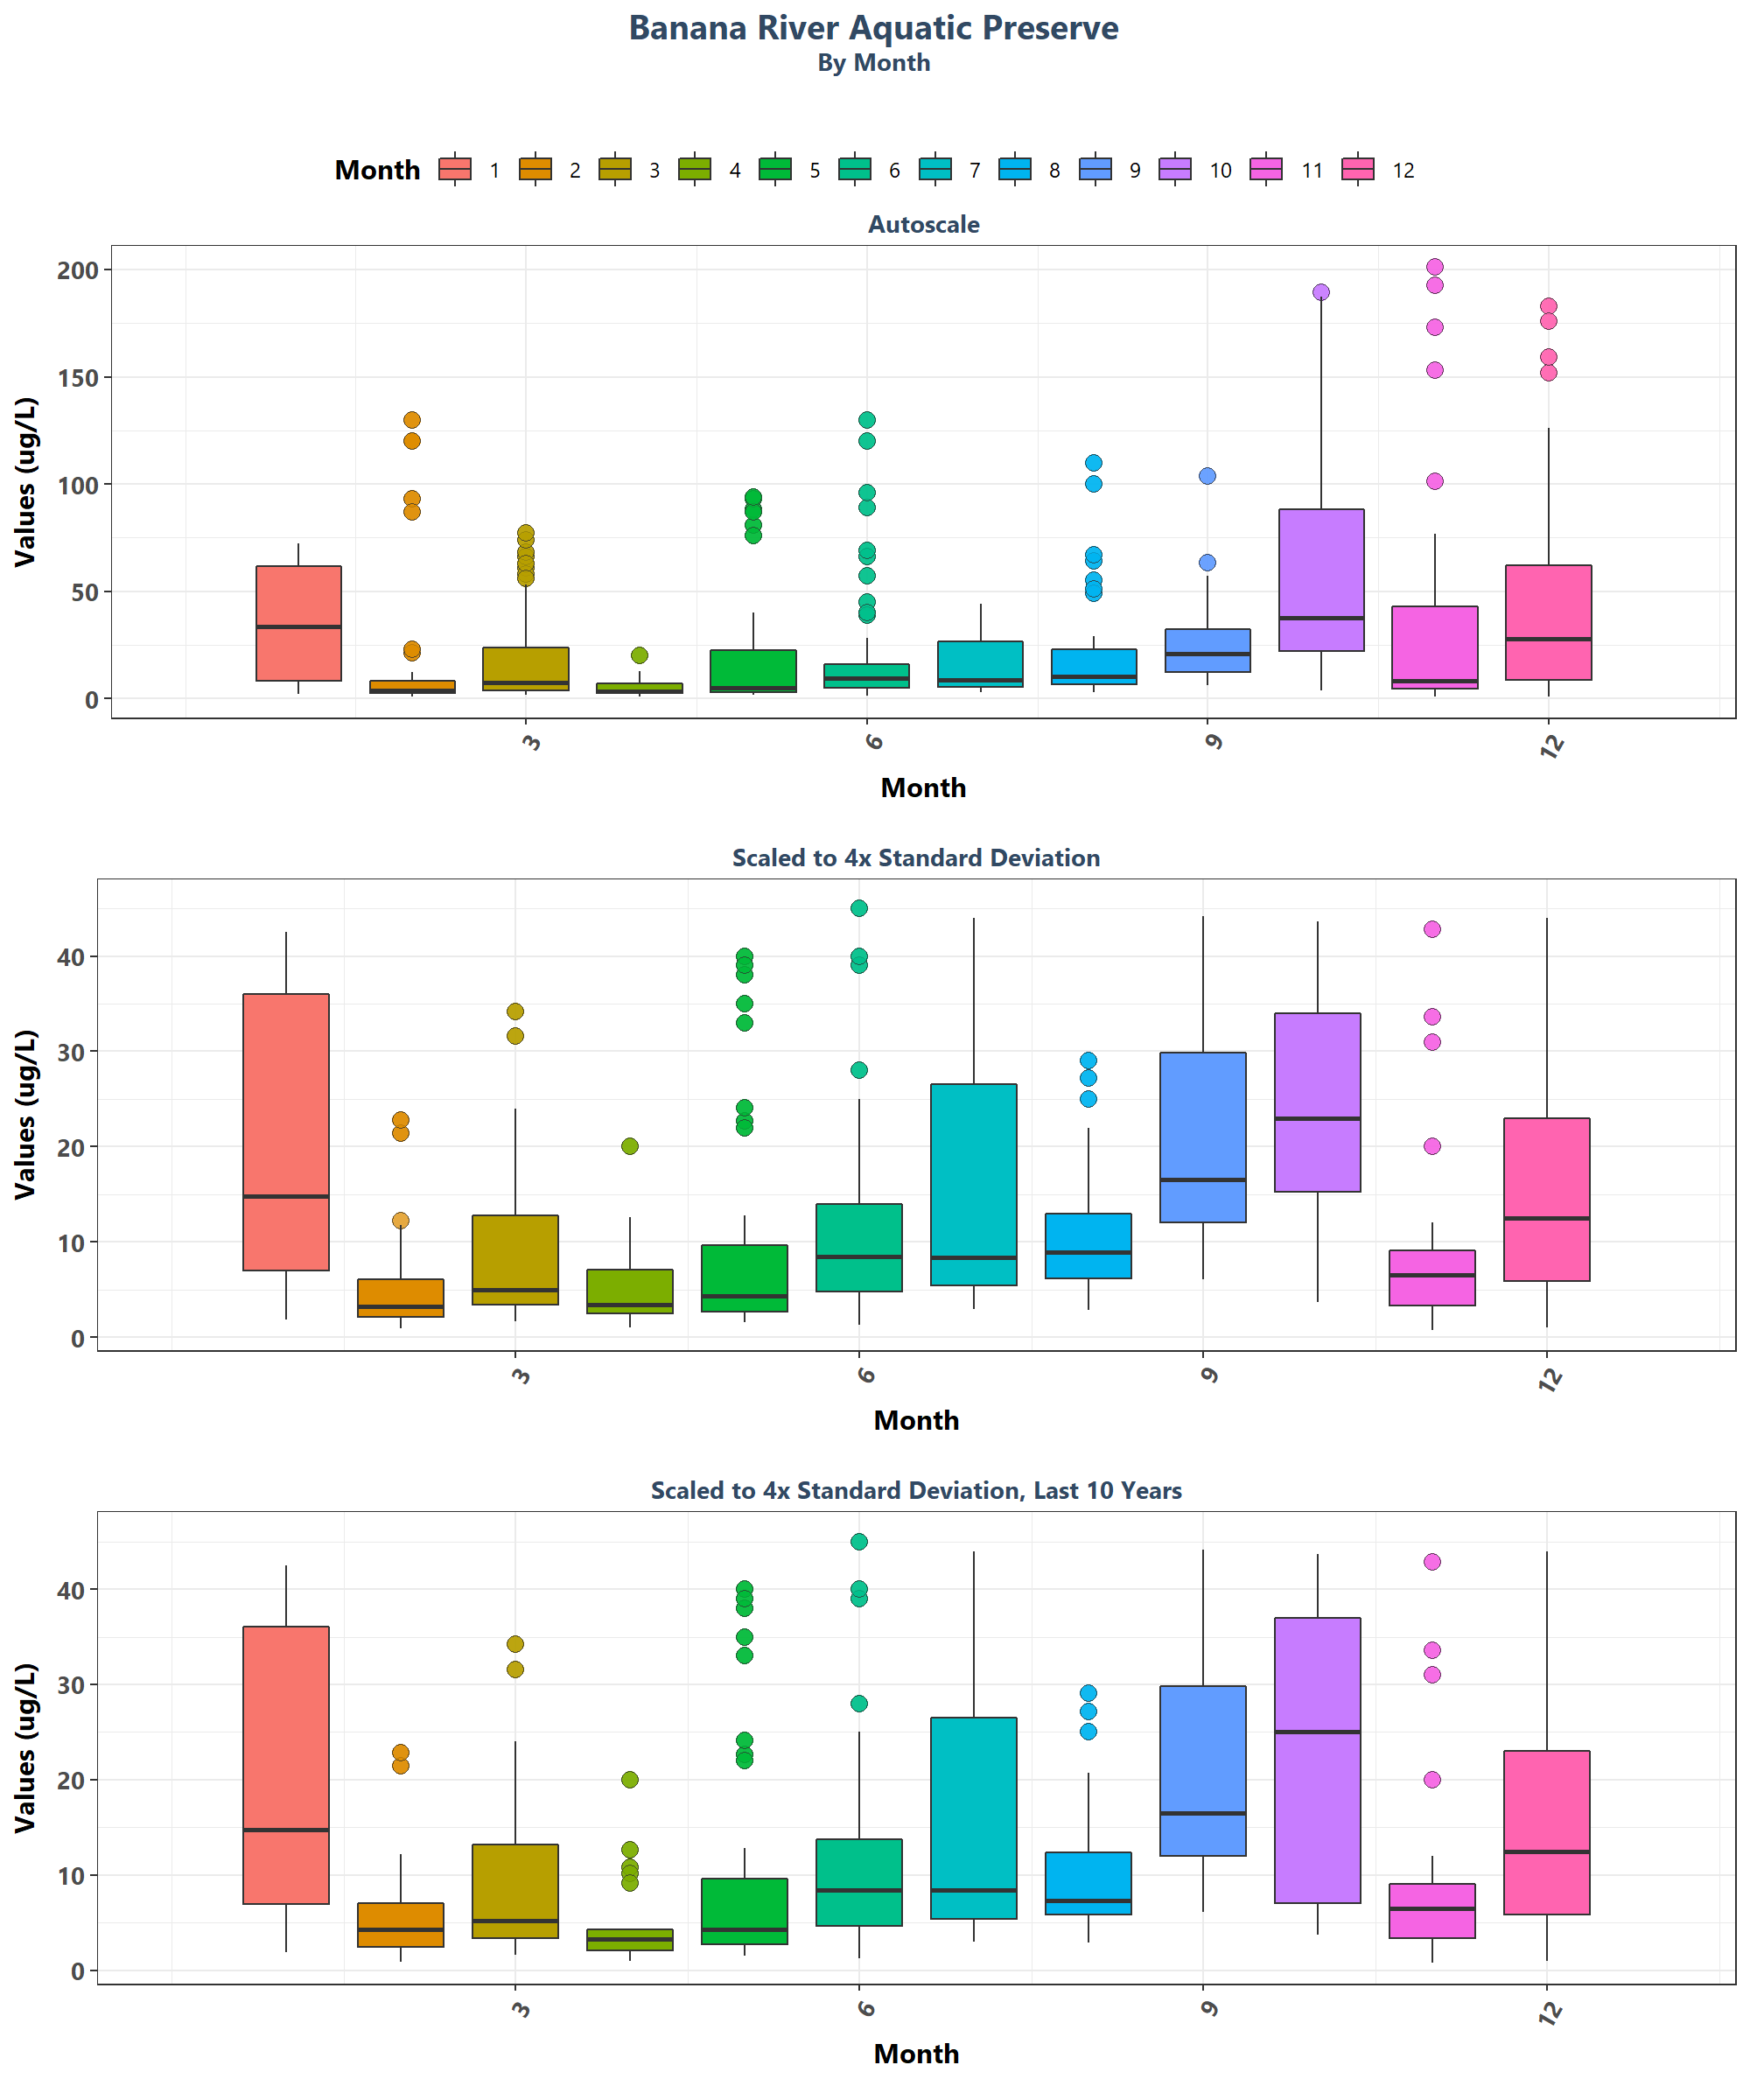 Banana River Aquatic Preserve
By Month
Month 1 2 3 4 5 6 7 8 9 10 11 12
Autoscale
Values (ug/L)
200
150
100
50
0
3 6 9 12
Month
Scaled to 4x Standard Deviation
Values (ug/L)
40
30
20
10
0
3 6 9 12
Month
Scaled to 4x Standard Deviation, Last 10 Years
Values (ug/L)
40
30
20
10
0
3 6 9 12
Month